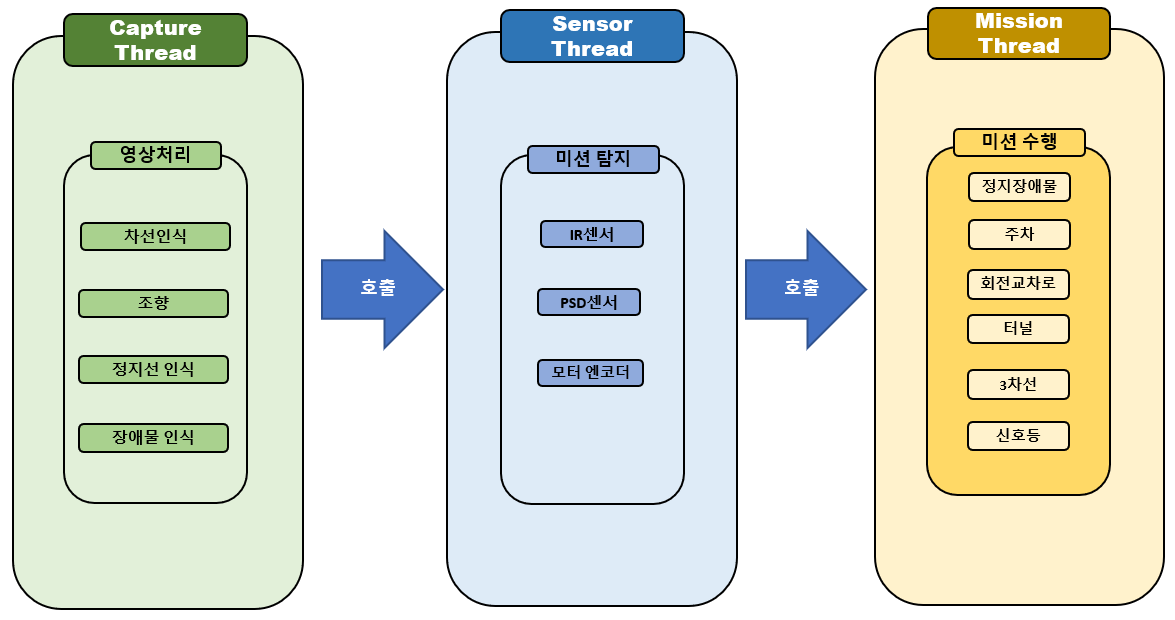 Capture
Thread
영상처리
차선인식
조향
정지선 인식
장애물 인식
호출
Sensor
Thread
미션 탐지
IR센서
PSD센서
모터 엔코더
호출
Mission
Thread
미션 수행
정지장애물
주차
회전교차로
터널
3차선
신호등